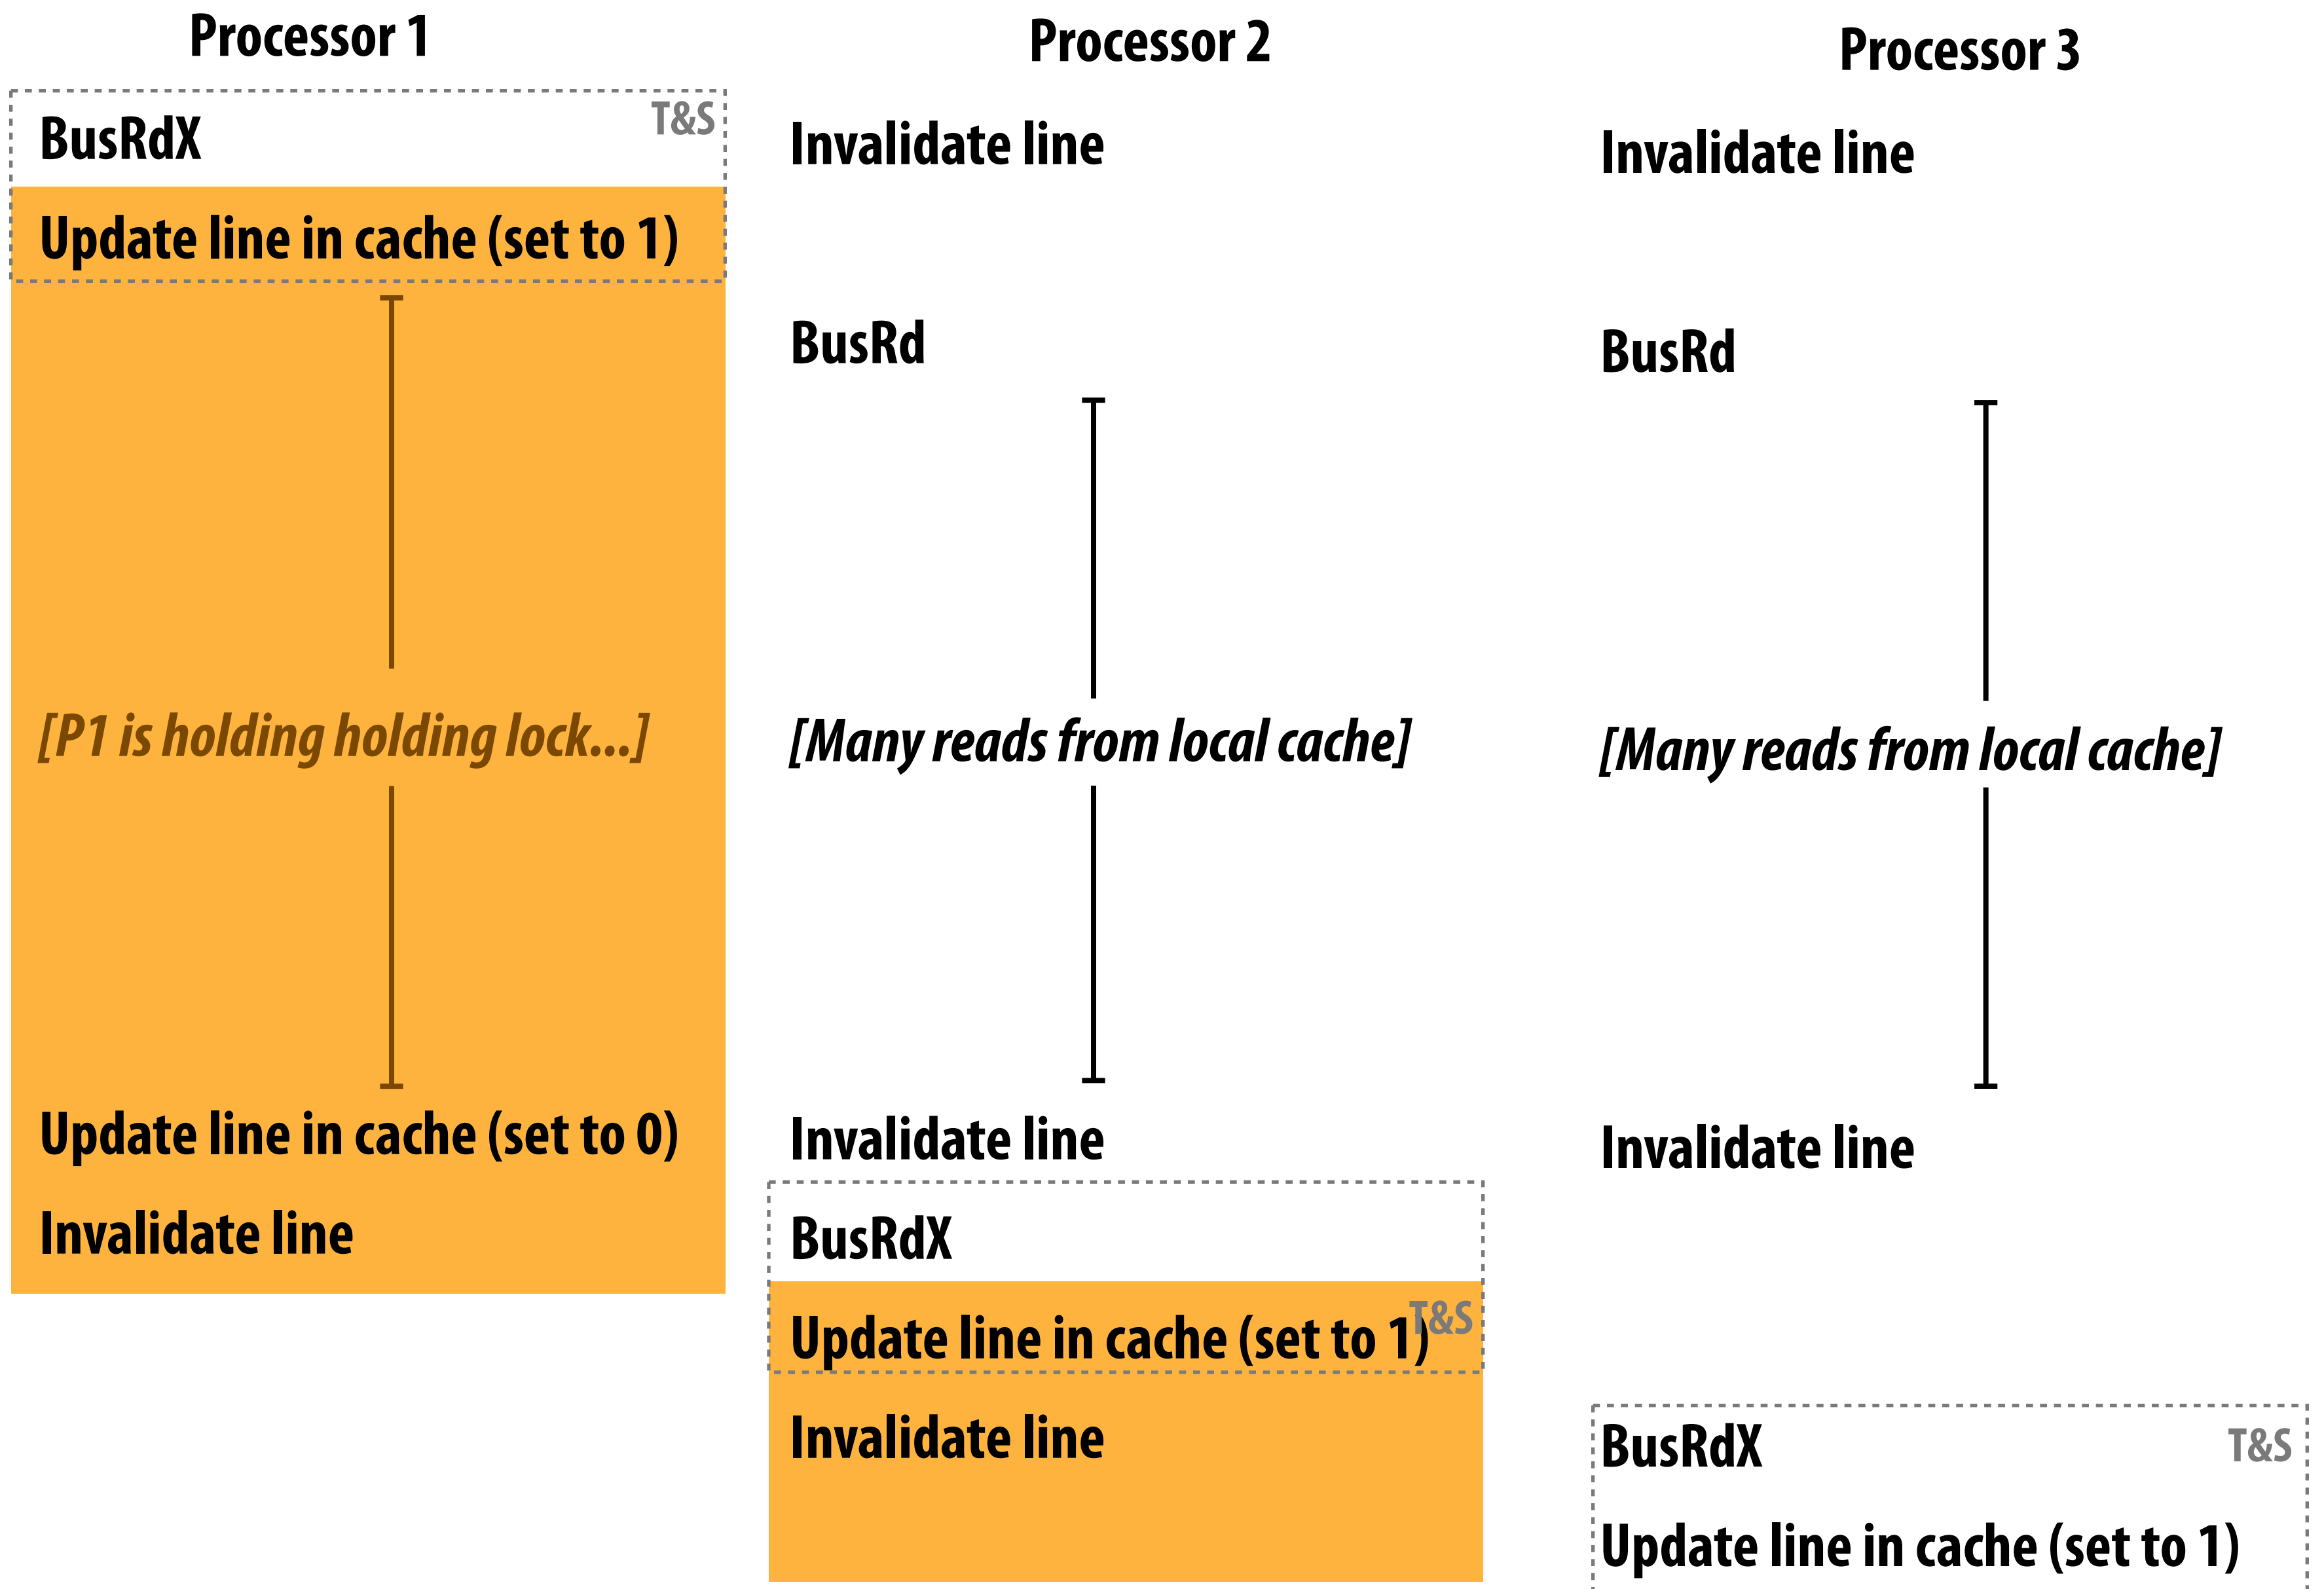 Processor 1
BusRdX
T&S
Update line in cache (set to 1)
[P1 is holding holding lock...]
Update line in cache (set to 0)
Invalidate line
Processor 2
Invalidate line
BusRd
[Many reads from local cache]
Invalidate line
BusRdX
Update line in cache (set to 1)
T&S
Invalidate line
Processor 3
Invalidate line
BusRd
[Many reads from local cache]
Invalidate line
BusRdX
T&S
Update line in cache (set to 1)